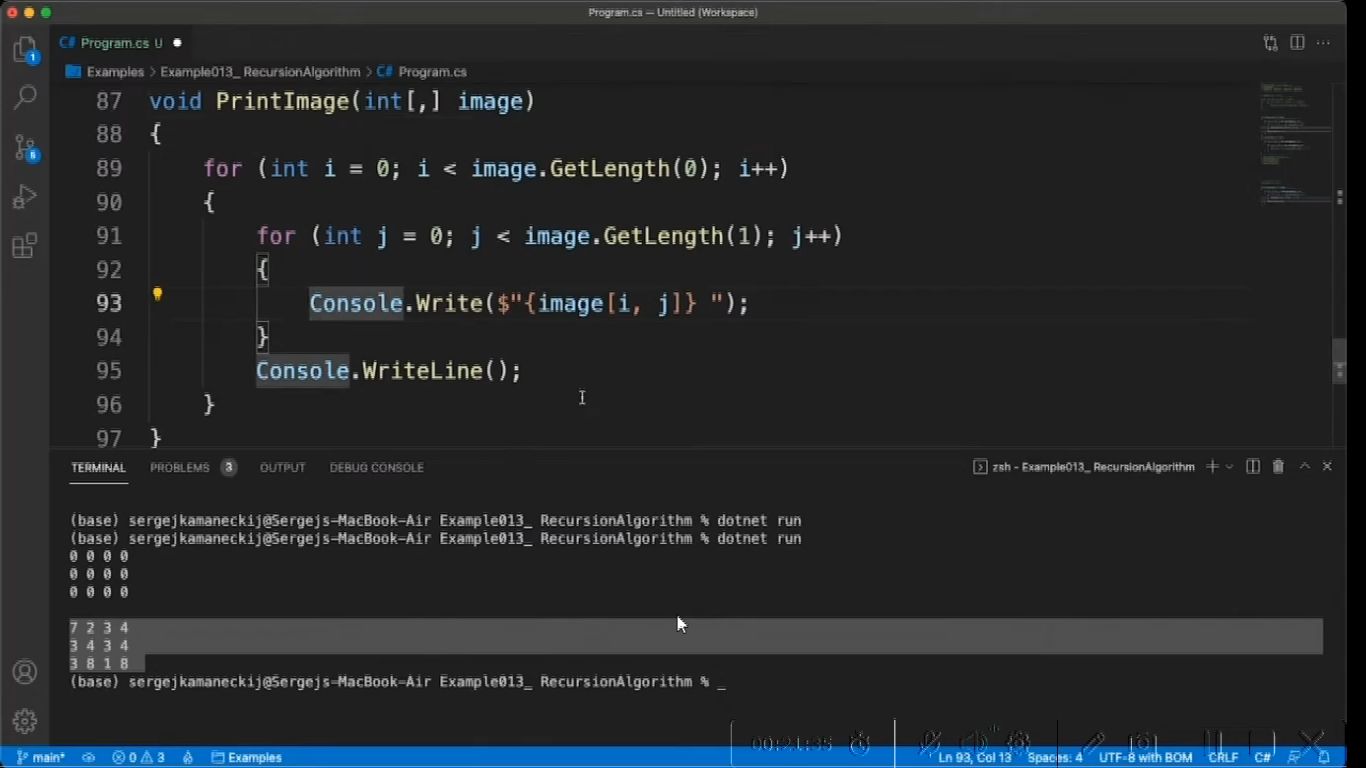 Program.cs — Untitled (Workspace)
C# Program.cs U
1
Examples > Example013_ RecursionAlgorithm > C# Program.cs
87 void PrintImage(int[,] image)
88 {
89 for (int i = 0; i < image.GetLength(0); i++)
90 {
91 for (int j = 0; j < image.GetLength(1); j++)
92 {
93 Console.Write($"{image[i, j]} ");
94 }
95 Console.WriteLine();
96 }
97 }
TERMINAL PROBLEMS 3 OUTPUT DEBUG CONSOLE zsh - Example013_ RecursionAlgorithm
(base) sergejkamaneckij@Sergejs-MacBook-Air Example013_ RecursionAlgorithm % dotnet run
(base) sergejkamaneckij@Sergejs-MacBook-Air Example013_ RecursionAlgorithm % dotnet run
0 0 0 0
0 0 0 0
0 0 0 0
7 2 3 4
3 4 3 4
3 8 1 8
(base) sergejkamaneckij@Sergejs-MacBook-Air Example013_ RecursionAlgorithm % _
00:21:35
main* 0 3 Examples Ln 93, Col 13 Spaces: 4 UTF-8 with BOM CRLF C#